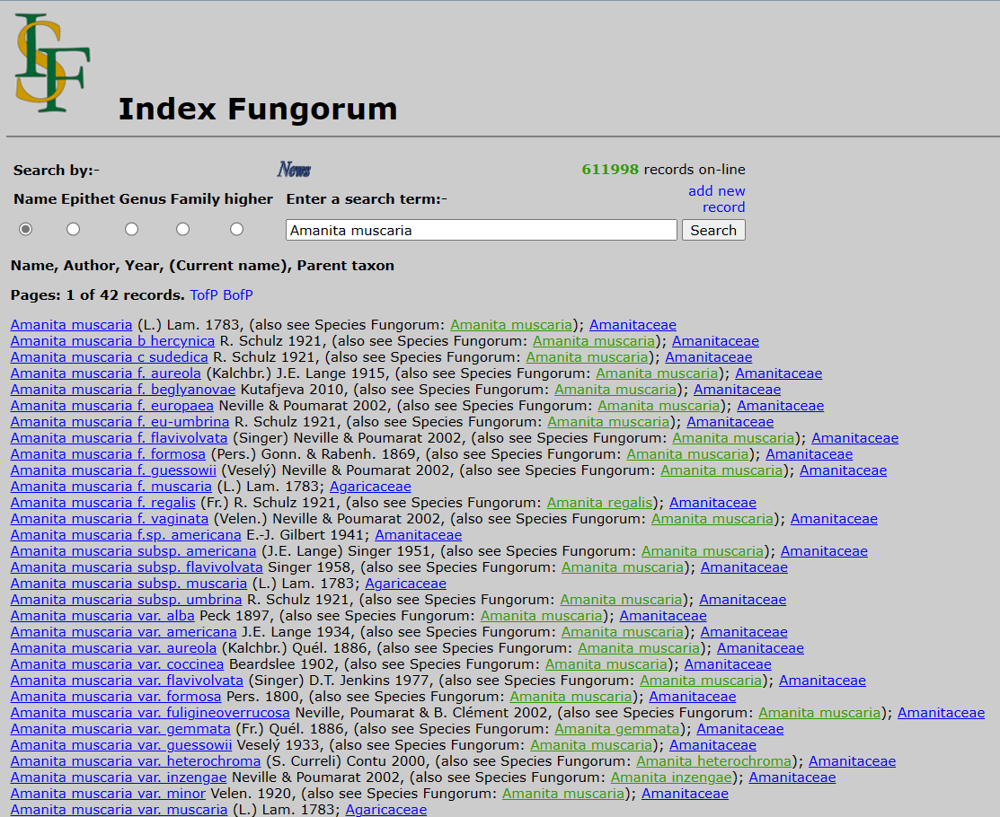 ISF
Index Fungorum
Search by:-
News
611998 records on-line
Name Epithet Genus Family higher
Enter a search term:-
add new
record
Amanita muscaria
Search
Name, Author, Year, (Current name), Parent taxon
Pages: 1 of 42 records. TofP BofP
Amanita muscaria (L.) Lam. 1783, (also see Species Fungorum: Amanita muscaria); Amanitaceae
Amanita muscaria b hercynica R. Schulz 1921, (also see Species Fungorum: Amanita muscaria); Amanitaceae
Amanita muscaria c sudedica R. Schulz 1921, (also see Species Fungorum: Amanita muscaria); Amanitaceae
Amanita muscaria f. aureola (Kalchbr.) J.E. Lange 1915, (also see Species Fungorum: Amanita muscaria); Amanitaceae
Amanita muscaria f. beglyanovae Kutafjeva 2010, (also see Species Fungorum: Amanita muscaria); Amanitaceae
Amanita muscaria f. europaea Neville & Poumarat 2002, (also see Species Fungorum: Amanita muscaria); Amanitaceae
Amanita muscaria f. eu-umbrina R. Schulz 1921, (also see Species Fungorum: Amanita muscaria); Amanitaceae
Amanita muscaria f. flavivolvata (Singer) Neville & Poumarat 2002, (also see Species Fungorum: Amanita muscaria); Amanitaceae
Amanita muscaria f. formosa (Pers.) Gonn. & Rabenh. 1869, (also see Species Fungorum: Amanita muscaria); Amanitaceae
Amanita muscaria f. guessowii (Veselý) Neville & Poumarat 2002, (also see Species Fungorum: Amanita muscaria); Amanitaceae
Amanita muscaria f. muscaria (L.) Lam. 1783; Agaricaceae
Amanita muscaria f. regalis (Fr.) R. Schulz 1921, (also see Species Fungorum: Amanita regalis); Amanitaceae
Amanita muscaria f. vaginata (Velen.) Neville & Poumarat 2002, (also see Species Fungorum: Amanita muscaria); Amanitaceae
Amanita muscaria f.sp. americana E.-J. Gilbert 1941; Amanitaceae
Amanita muscaria subsp. americana (J.E. Lange) Singer 1951, (also see Species Fungorum: Amanita muscaria); Amanitaceae
Amanita muscaria subsp. flavivolvata Singer 1958, (also see Species Fungorum: Amanita muscaria); Amanitaceae
Amanita muscaria subsp. muscaria (L.) Lam. 1783; Agaricaceae
Amanita muscaria subsp. umbrina R. Schulz 1921, (also see Species Fungorum: Amanita muscaria); Amanitaceae
Amanita muscaria var. alba Peck 1897, (also see Species Fungorum: Amanita muscaria); Amanitaceae
Amanita muscaria var. americana J.E. Lange 1934, (also see Species Fungorum: Amanita muscaria); Amanitaceae
Amanita muscaria var. aureola (Kalchbr.) Quél. 1886, (also see Species Fungorum: Amanita muscaria); Amanitaceae
Amanita muscaria var. coccinea Beardslee 1902, (also see Species Fungorum: Amanita muscaria); Amanitaceae
Amanita muscaria var. flavivolvata (Singer) D.T. Jenkins 1977, (also see Species Fungorum: Amanita muscaria); Amanitaceae
Amanita muscaria var. formosa Pers. 1800, (also see Species Fungorum: Amanita muscaria); Amanitaceae
Amanita muscaria var. fuligineoverrucosa Neville, Poumarat & B. Clément 2002, (also see Species Fungorum: Amanita muscaria); Amanitaceae
Amanita muscaria var. gemmata (Fr.) Quél. 1886, (also see Species Fungorum: Amanita gemmata); Amanitaceae
Amanita muscaria var. guessowii Veselý 1933, (also see Species Fungorum: Amanita muscaria); Amanitaceae
Amanita muscaria var. heterochroma (S. Curreli) Contu 2000, (also see Species Fungorum: Amanita heterochroma); Amanitaceae
Amanita muscaria var. inzengae Neville & Poumarat 2002, (also see Species Fungorum: Amanita inzengae); Amanitaceae
Amanita muscaria var. minor Velen. 1920, (also see Species Fungorum: Amanita muscaria); Amanitaceae
Amanita muscaria var. muscaria (L.) Lam. 1783; Agaricaceae